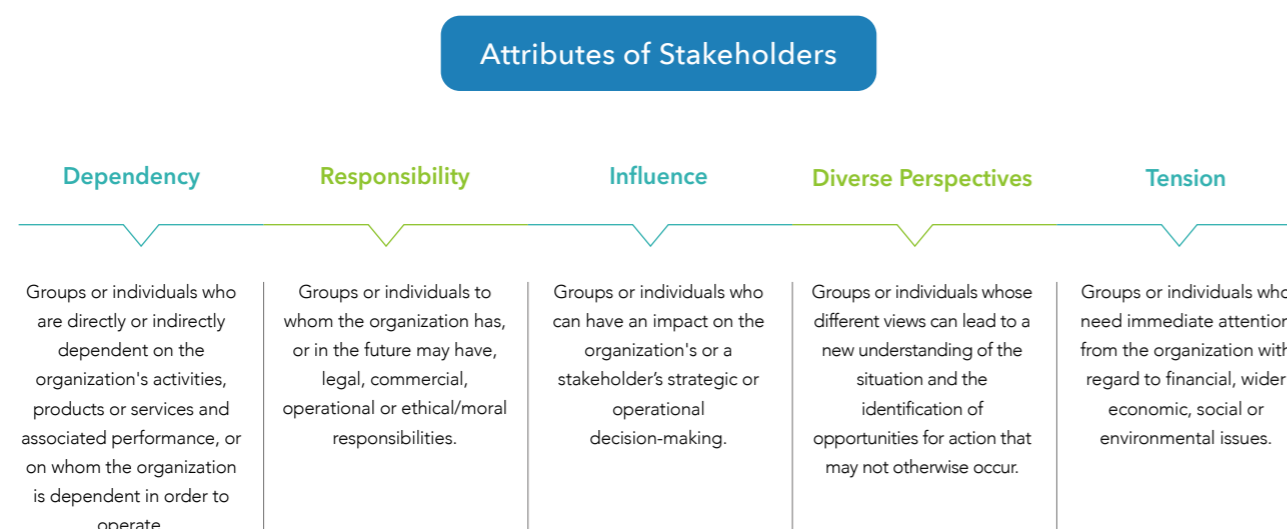 Attributes of Stakeholders
Dependency
Groups or individuals who
are directly or indirectly
dependent on the
organization's activities,
products or services and
associated performance, or
on whom the organization
is dependent in order to
operate
Responsibility
Groups or individuals to
whom the organization has,
or in the future may have,
legal, commercial,
operational or ethical/moral
responsibilities.
Influence
Groups or individuals who
can have an impact on the
organization's or a
stakeholder’s strategic or
operational
decision-making.
Diverse Perspectives
Groups or individuals whose
different views can lead to a
new understanding of the
situation and the
identification of
opportunities for action that
may not otherwise occur.
Tension
Groups or individuals who
need immediate attention
from the organization with
regard to financial, wider
economic, social or
environmental issues.